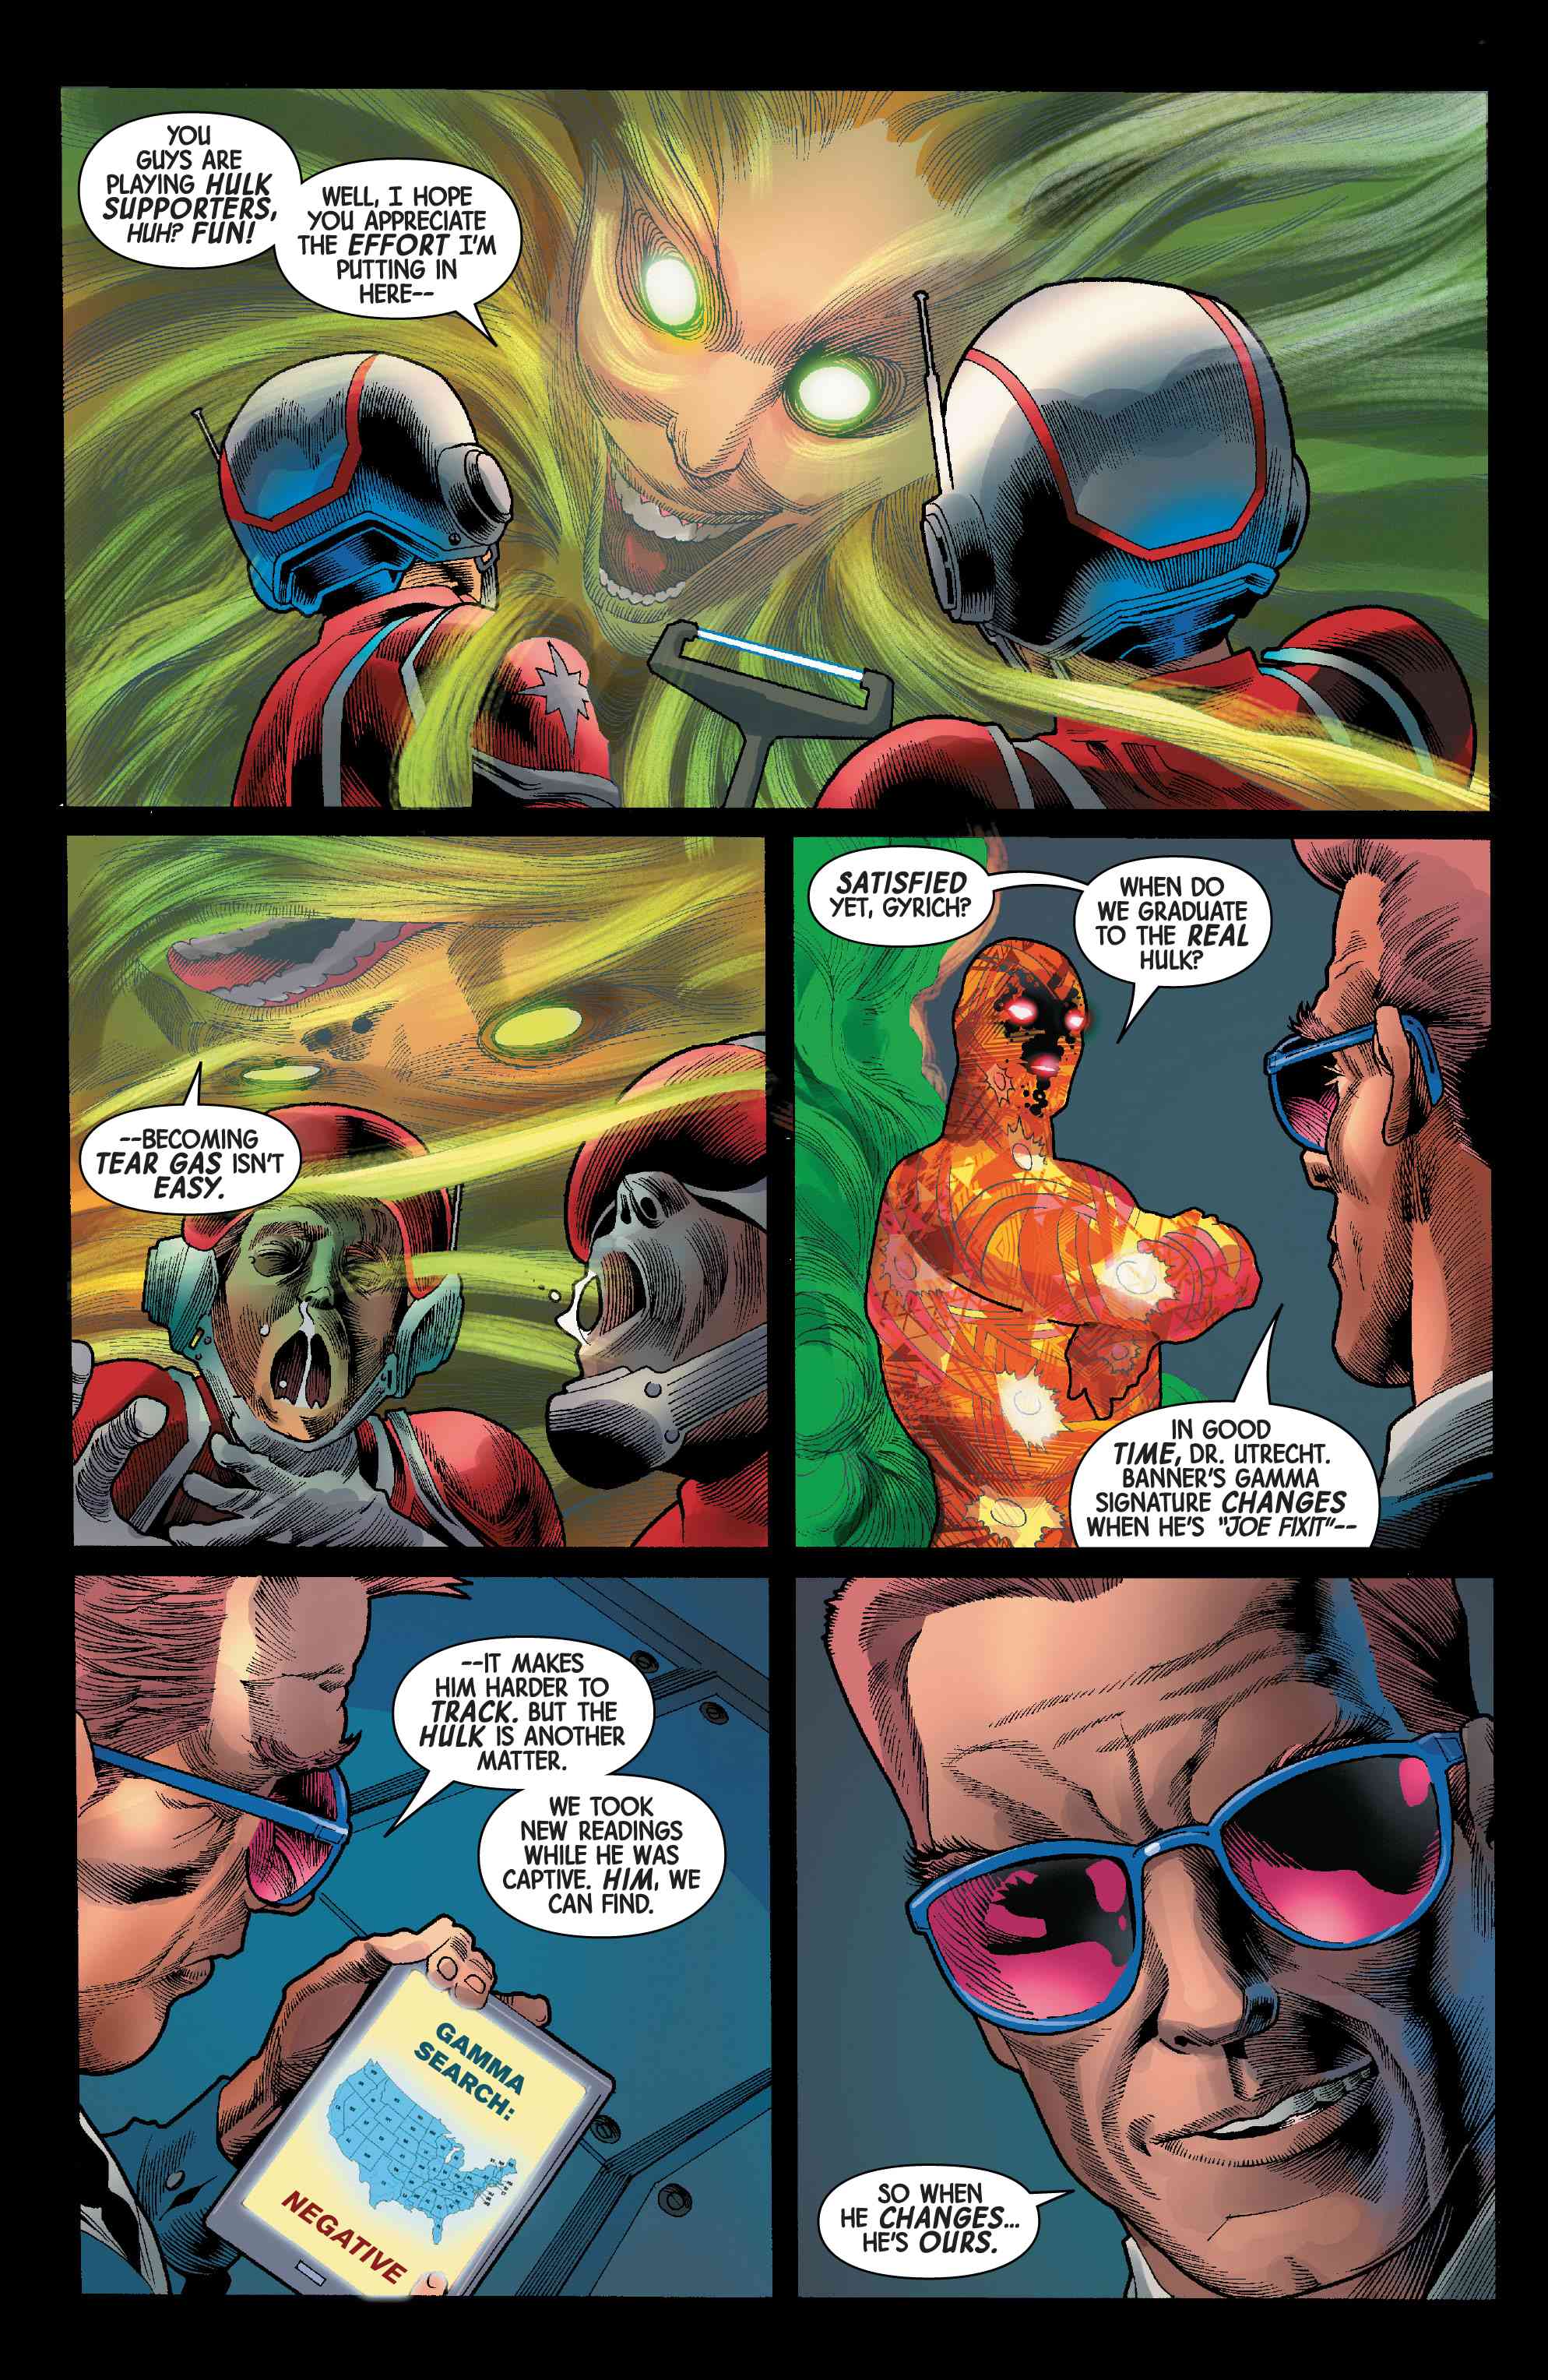 YOU
GUYS ARE
PLAYING HULK
SUPPORTERS,
HUH? FUN!
WELL, I HOPE
YOU APPRECIATE
THE EFFORT I'M
PUTTING IN
HERE--
--BECOMING
TEAR GAS ISN'T
EASY.
SATISFIED
YET, GYRICH?
WHEN DO
WE GRADUATE
TO THE REAL
HULK?
IN GOOD
TIME, DR. UTRECHT.
BANNER'S GAMMA
SIGNATURE CHANGES
WHEN HE'S "JOE FIXIT"--
--IT MAKES
HIM HARDER TO
TRACK. BUT THE
HULK IS ANOTHER
MATTER.
WE TOOK
NEW READINGS
WHILE HE WAS
CAPTIVE. HIM, WE
CAN FIND.
GAMMA
SEARCH:
NEGATIVE
SO WHEN
HE CHANGES...
HE'S OURS.